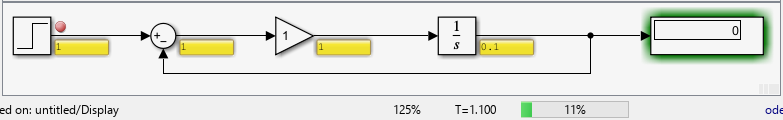 1
+
−
1
1
1
1
s
0.1
0
ed on: untitled/Display
125%
T=1.100
11%
ode